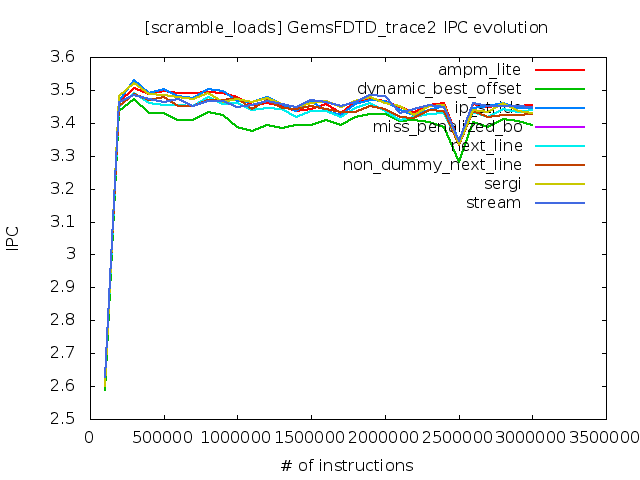 [scramble_loads] GemsFDTD_trace2 IPC evolution
3.6
3.5
3.4
3.3
3.2
3.1
3
2.9
2.8
2.7
2.6
2.5
IPC
ampm_lite
dynamic_best_offset
miss_penalized_bo
next_line
non_dummy_next_line
sergi
stream
0 500000 1000000 1500000 2000000 2500000 3000000 3500000
# of instructions